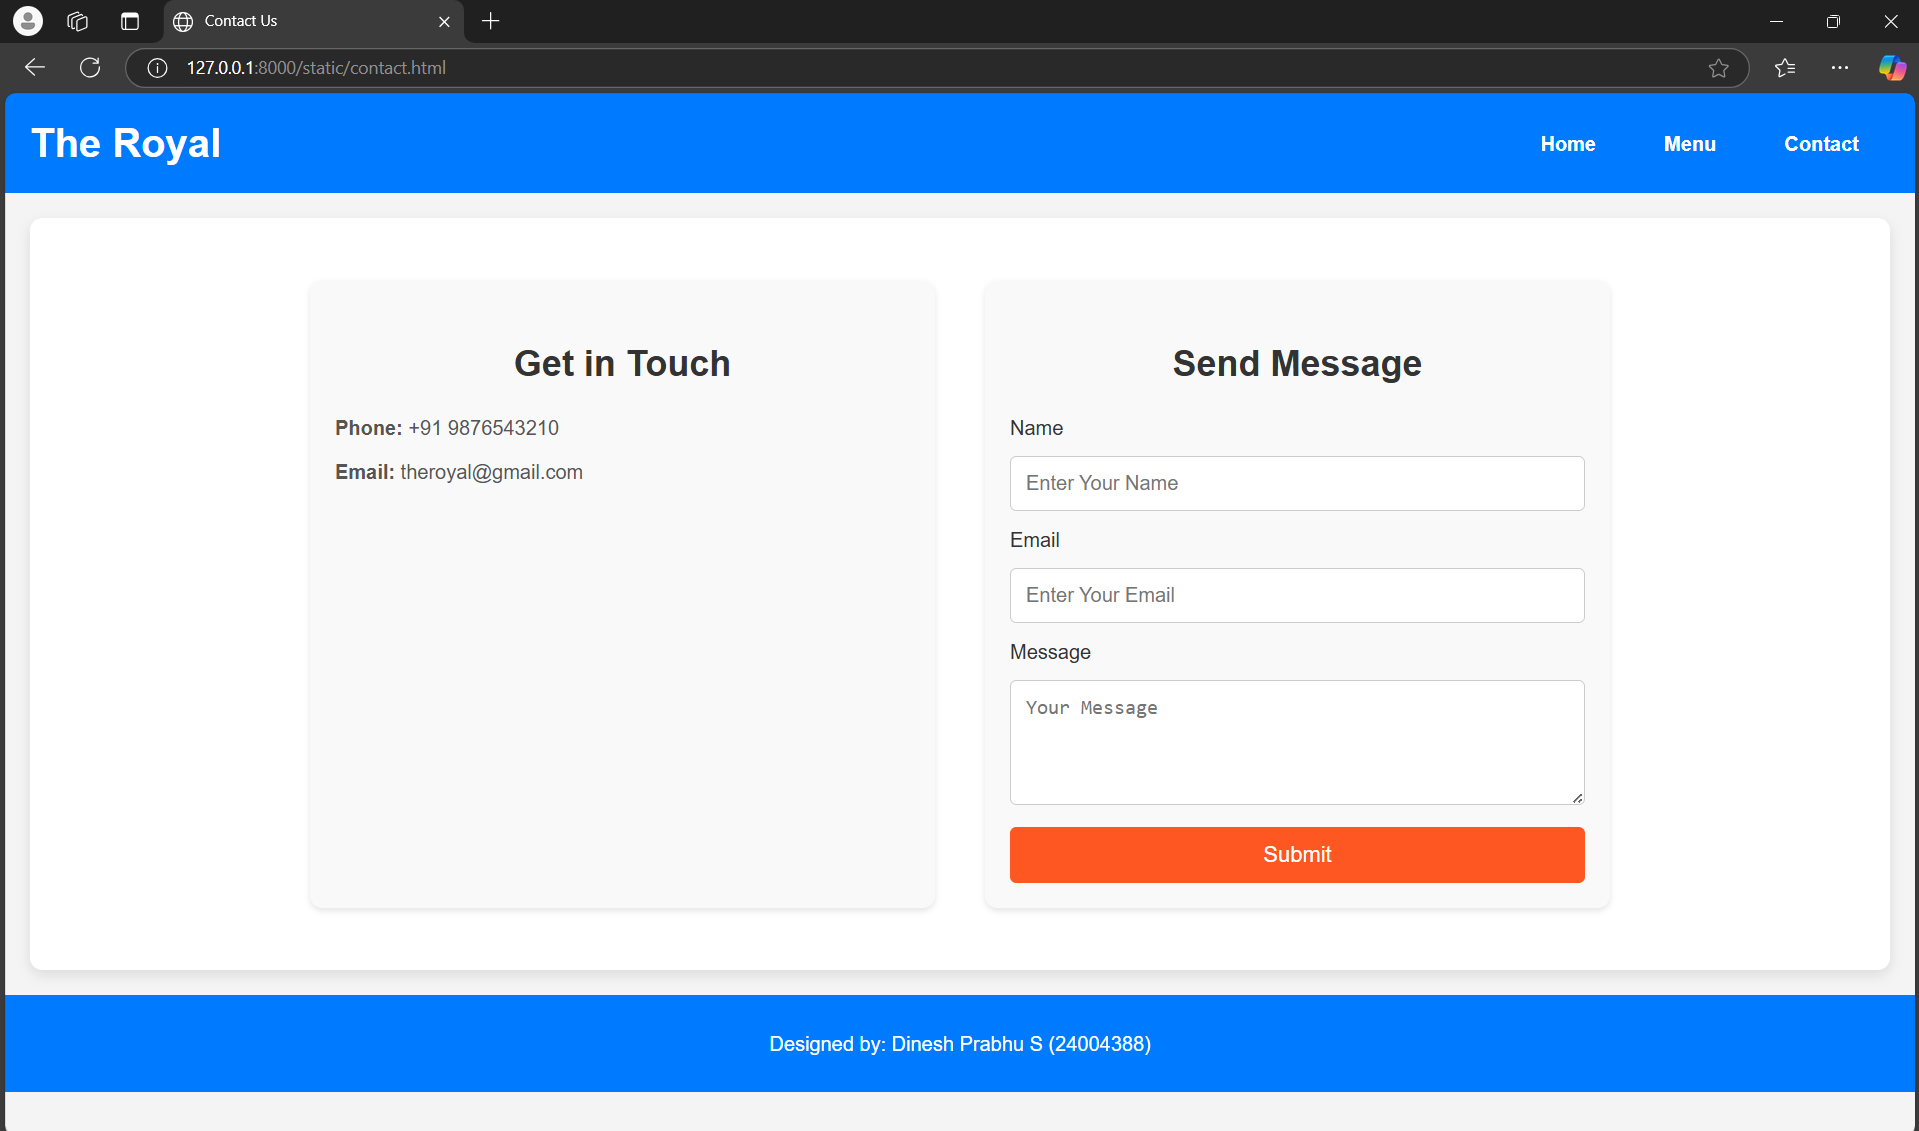 Contact Us
127.0.0.1:8000/static/contact.html
The Royal
Home Menu Contact
Get in Touch
Phone: +91 9876543210
Email: theroyal@gmail.com
Send Message
Name
Enter Your Name
Email
Enter Your Email
Message
Your Message
Submit
Designed by: Dinesh Prabhu S (24004388)